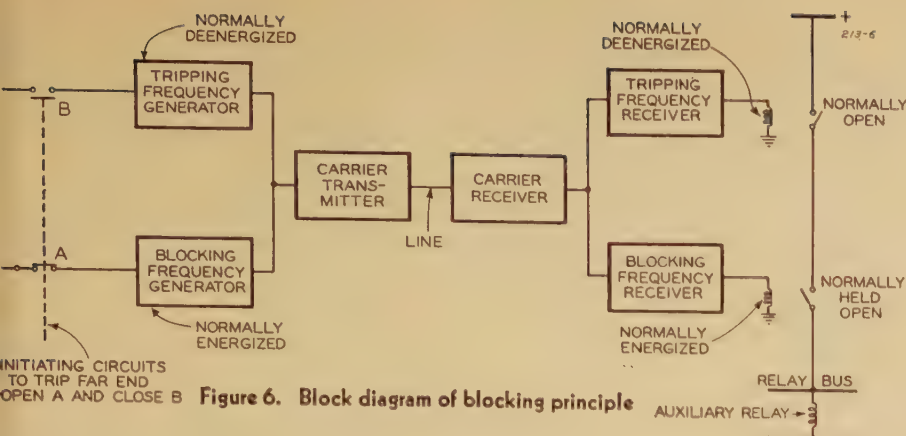 NORMALLY
DEENERGIZED
TRIPPING
FREQUENCY
GENERATOR
B
A
BLOCKING
FREQUENCY
GENERATOR
NORMALLY
ENERGIZED
INITIATING CIRCUITS
TO TRIP FAR END
OPEN A AND CLOSE B
CARRIER
TRANS-
MITTER
LINE
CARRIER
RECEIVER
NORMALLY
DEENERGIZED
TRIPPING
FREQUENCY
RECEIVER
BLOCKING
FREQUENCY
RECEIVER
NORMALLY
ENERGIZED
+
213-6
NORMALLY
OPEN
NORMALLY
HELD
OPEN
RELAY BUS
AUXILIARY RELAY
Figure 6. Block diagram of blocking principle